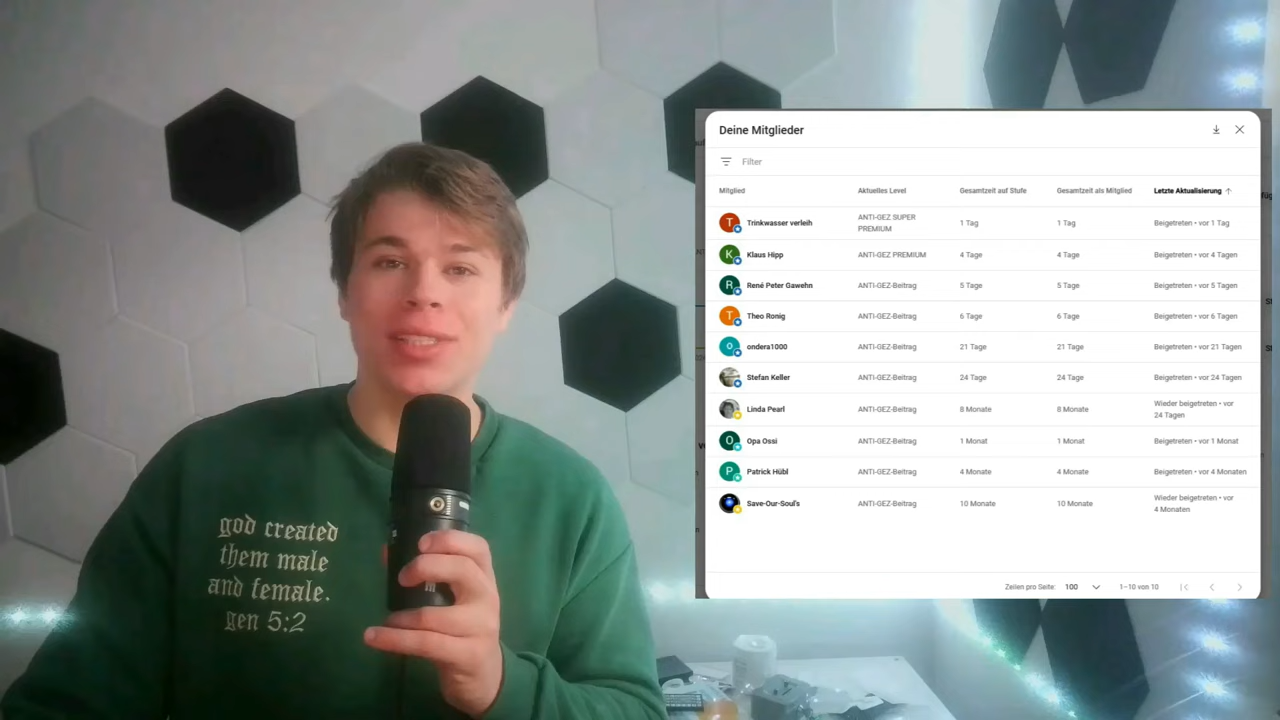 god created
them male
and female.
gen 5:2
Deine Mitglieder
Filter
Mitglied Aktuelles Level Gesamtzeit auf Stufe Gesamtzeit als Mitglied Letzte Aktualisierung
T Trinkwasser verleih ANTI-GEZ SUPER PREMIUM 1 Tag 1 Tag Beigetreten • vor 1 Tag
K Klaus Hipp ANTI-GEZ PREMIUM 4 Tage 4 Tage Beigetreten • vor 4 Tagen
R René Peter Gawehn ANTI-GEZ-Beitrag 5 Tage 5 Tage Beigetreten • vor 5 Tagen
T Theo Ronig ANTI-GEZ-Beitrag 6 Tage 6 Tage Beigetreten • vor 6 Tagen
o ondera1000 ANTI-GEZ-Beitrag 21 Tage 21 Tage Beigetreten • vor 21 Tagen
Stefan Keller ANTI-GEZ-Beitrag 24 Tage 24 Tage Beigetreten • vor 24 Tagen
Linda Pearl ANTI-GEZ-Beitrag 8 Monate 8 Monate Wieder beigetreten • vor 24 Tagen
O Opa Ossi ANTI-GEZ-Beitrag 1 Monat 1 Monat Beigetreten • vor 1 Monat
P Patrick Hübl ANTI-GEZ-Beitrag 4 Monate 4 Monate Beigetreten • vor 4 Monaten
Save-Our-Soul's ANTI-GEZ-Beitrag 10 Monate 10 Monate Wieder beigetreten • vor 4 Monaten
Zeilen pro Seite: 100 1–10 von 10